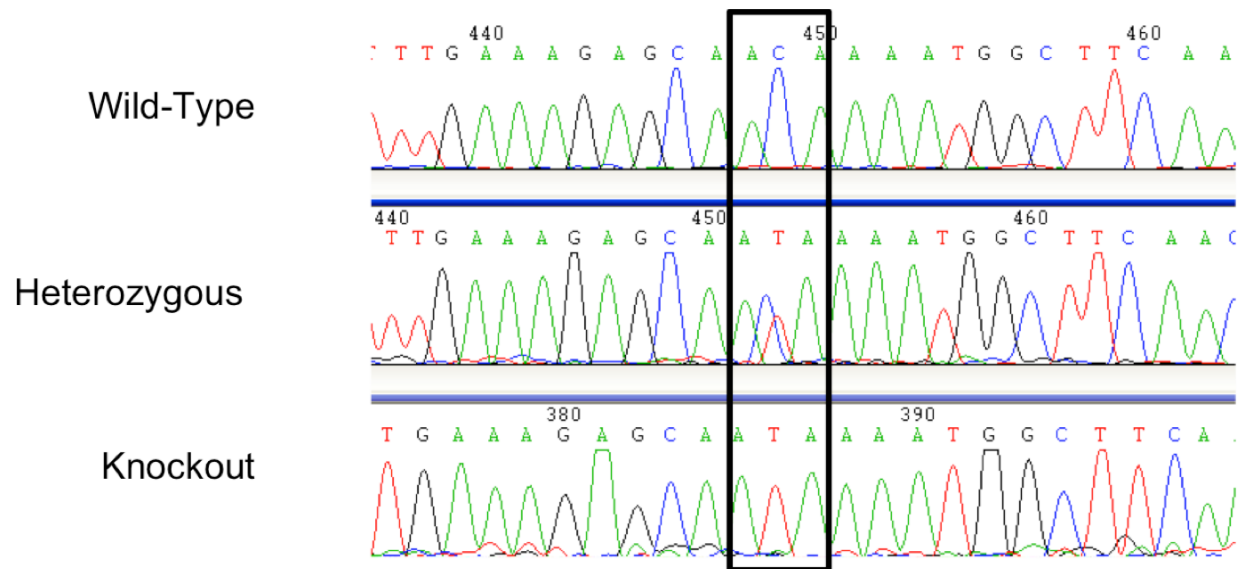 440 450 460
T T G A A A G A G C A A C A A A A T G G C T T C A A
Wild-Type
440 450 460
T T G A A A G A G C A A T A A A A T G G C T T C A A C
Heterozygous
380 390
T G A A A G A G C A A T A A A A T G G C T T C A
Knockout